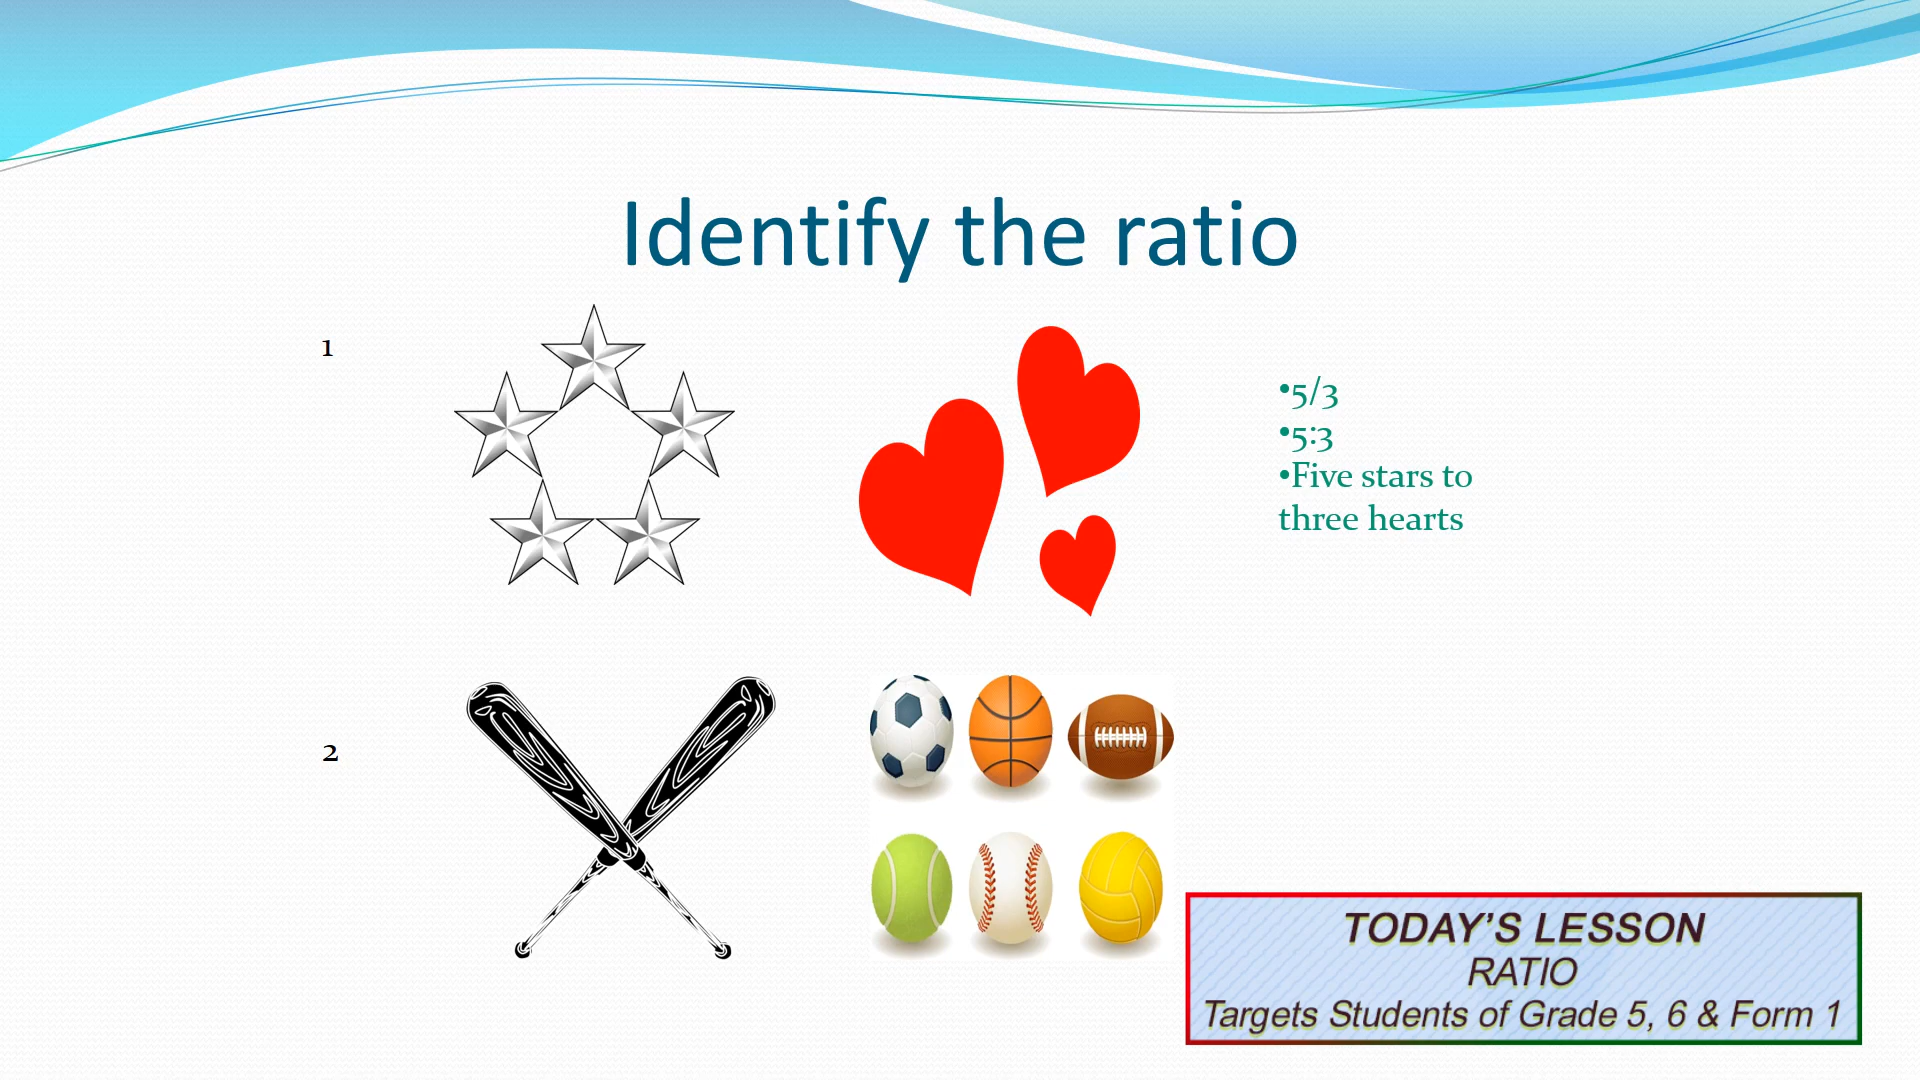 Identify the ratio
1
•5/3
•5:3
•Five stars to
three hearts
2
TODAY’S LESSON
RATIO
Targets Students of Grade 5, 6 & Form 1